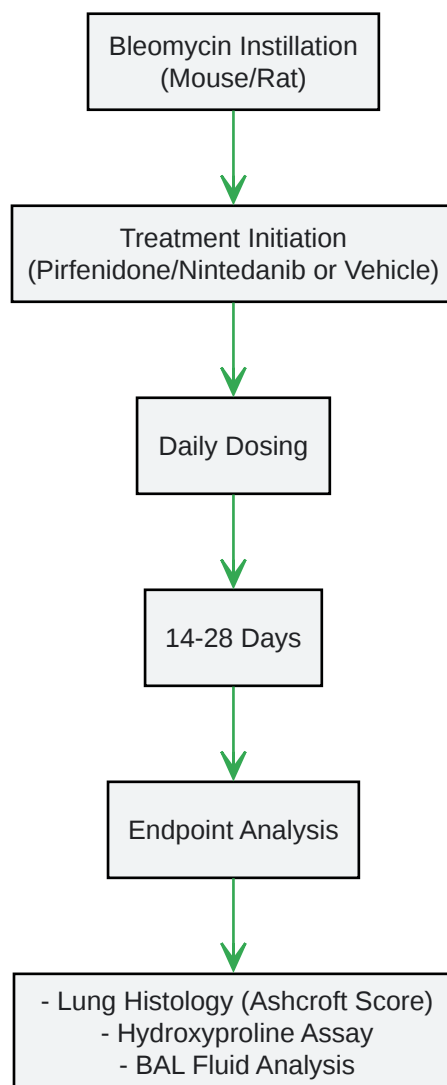 Bleomycin Instillation
(Mouse/Rat)
Treatment Initiation
(Pirfenidone/Nintedanib or Vehicle)
Daily Dosing
14-28 Days
Endpoint Analysis
- Lung Histology (Ashcroft Score)
- Hydroxyproline Assay
- BAL Fluid Analysis